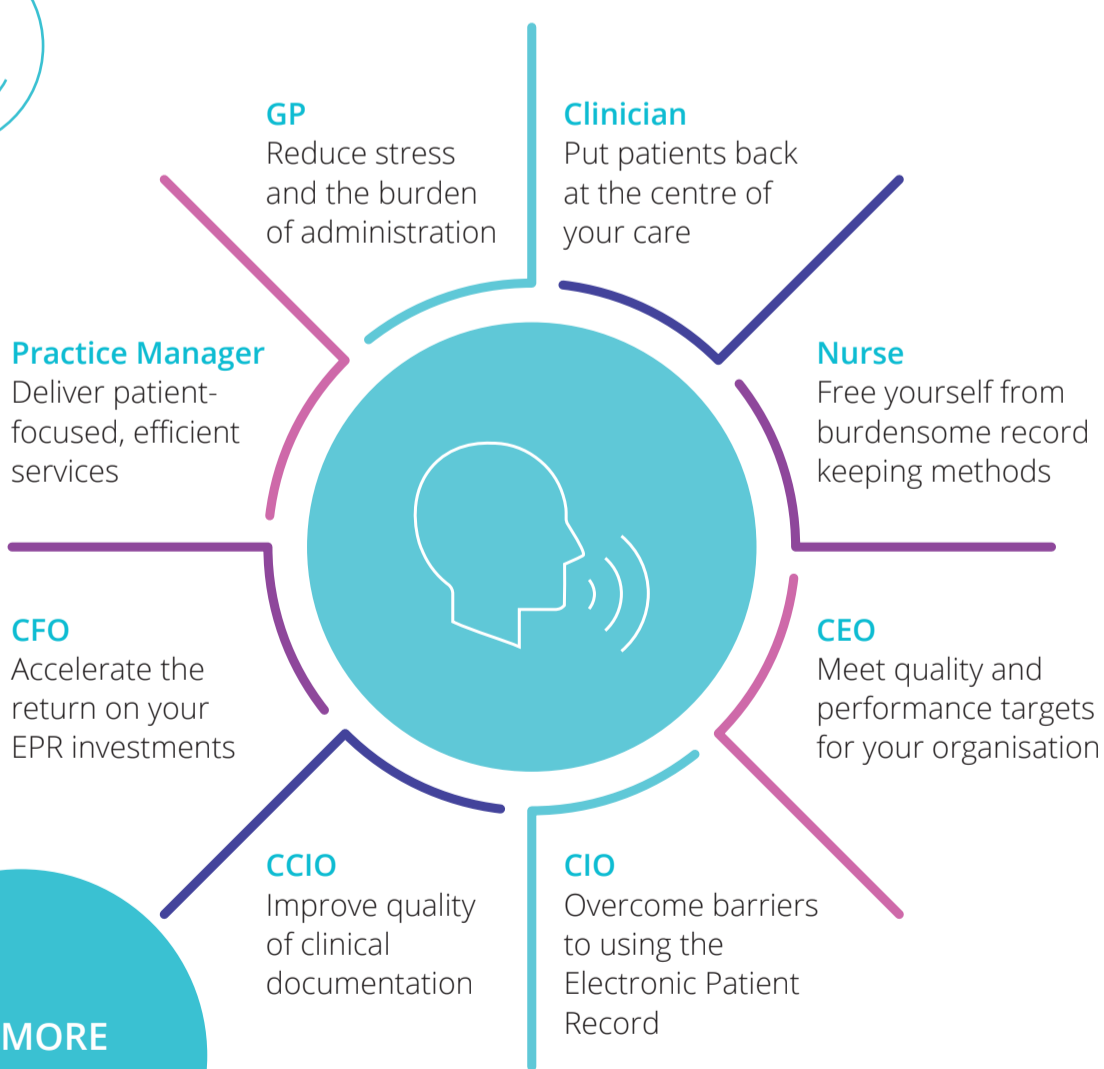 GP
Reduce stress
and the burden
of administration
Clinician
Put patients back
at the centre of
your care
Practice Manager
Deliver patient-
focused, efficient
services
Nurse
Free yourself from
burdensome record
keeping methods
CFO
Accelerate the
return on your
EPR investments
CEO
Meet quality and
performance targets
for your organisation
CCIO
Improve quality
of clinical
documentation
CIO
Overcome barriers
to using the
Electronic Patient
Record
MORE